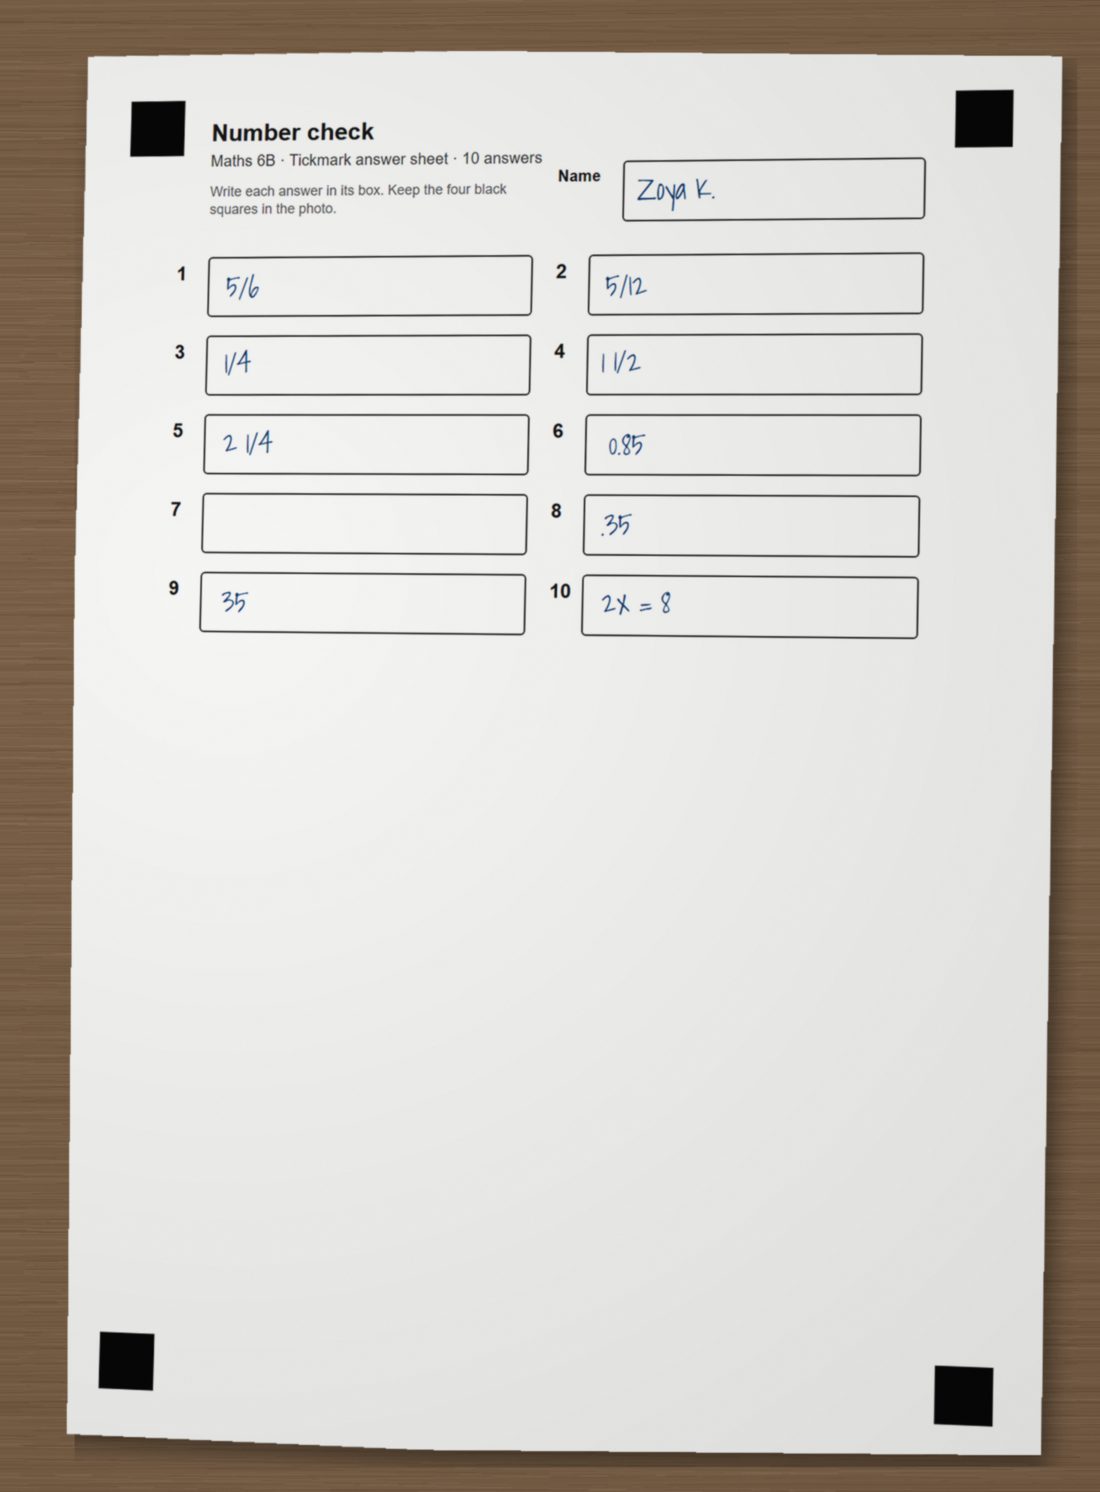 Number check
Maths 6B · Tickmark answer sheet · 10 answers
Write each answer in its box. Keep the four black
squares in the photo.
Name Zoya K.
1 5/6
2 5/12
3 1/4
4 1 1/2
5 2 1/4
6 0.85
7
8 .35
9 35
10 2x = 8